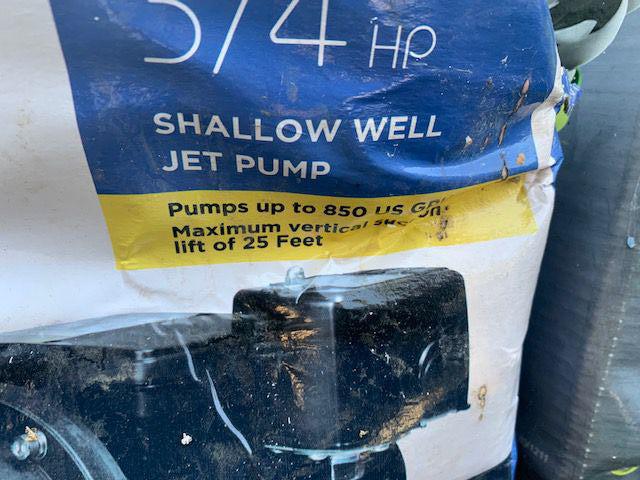 3/4 HP
SHALLOW WELL
JET PUMP
Pumps up to 850 US
Maximum vertical
lift of 25 Feet